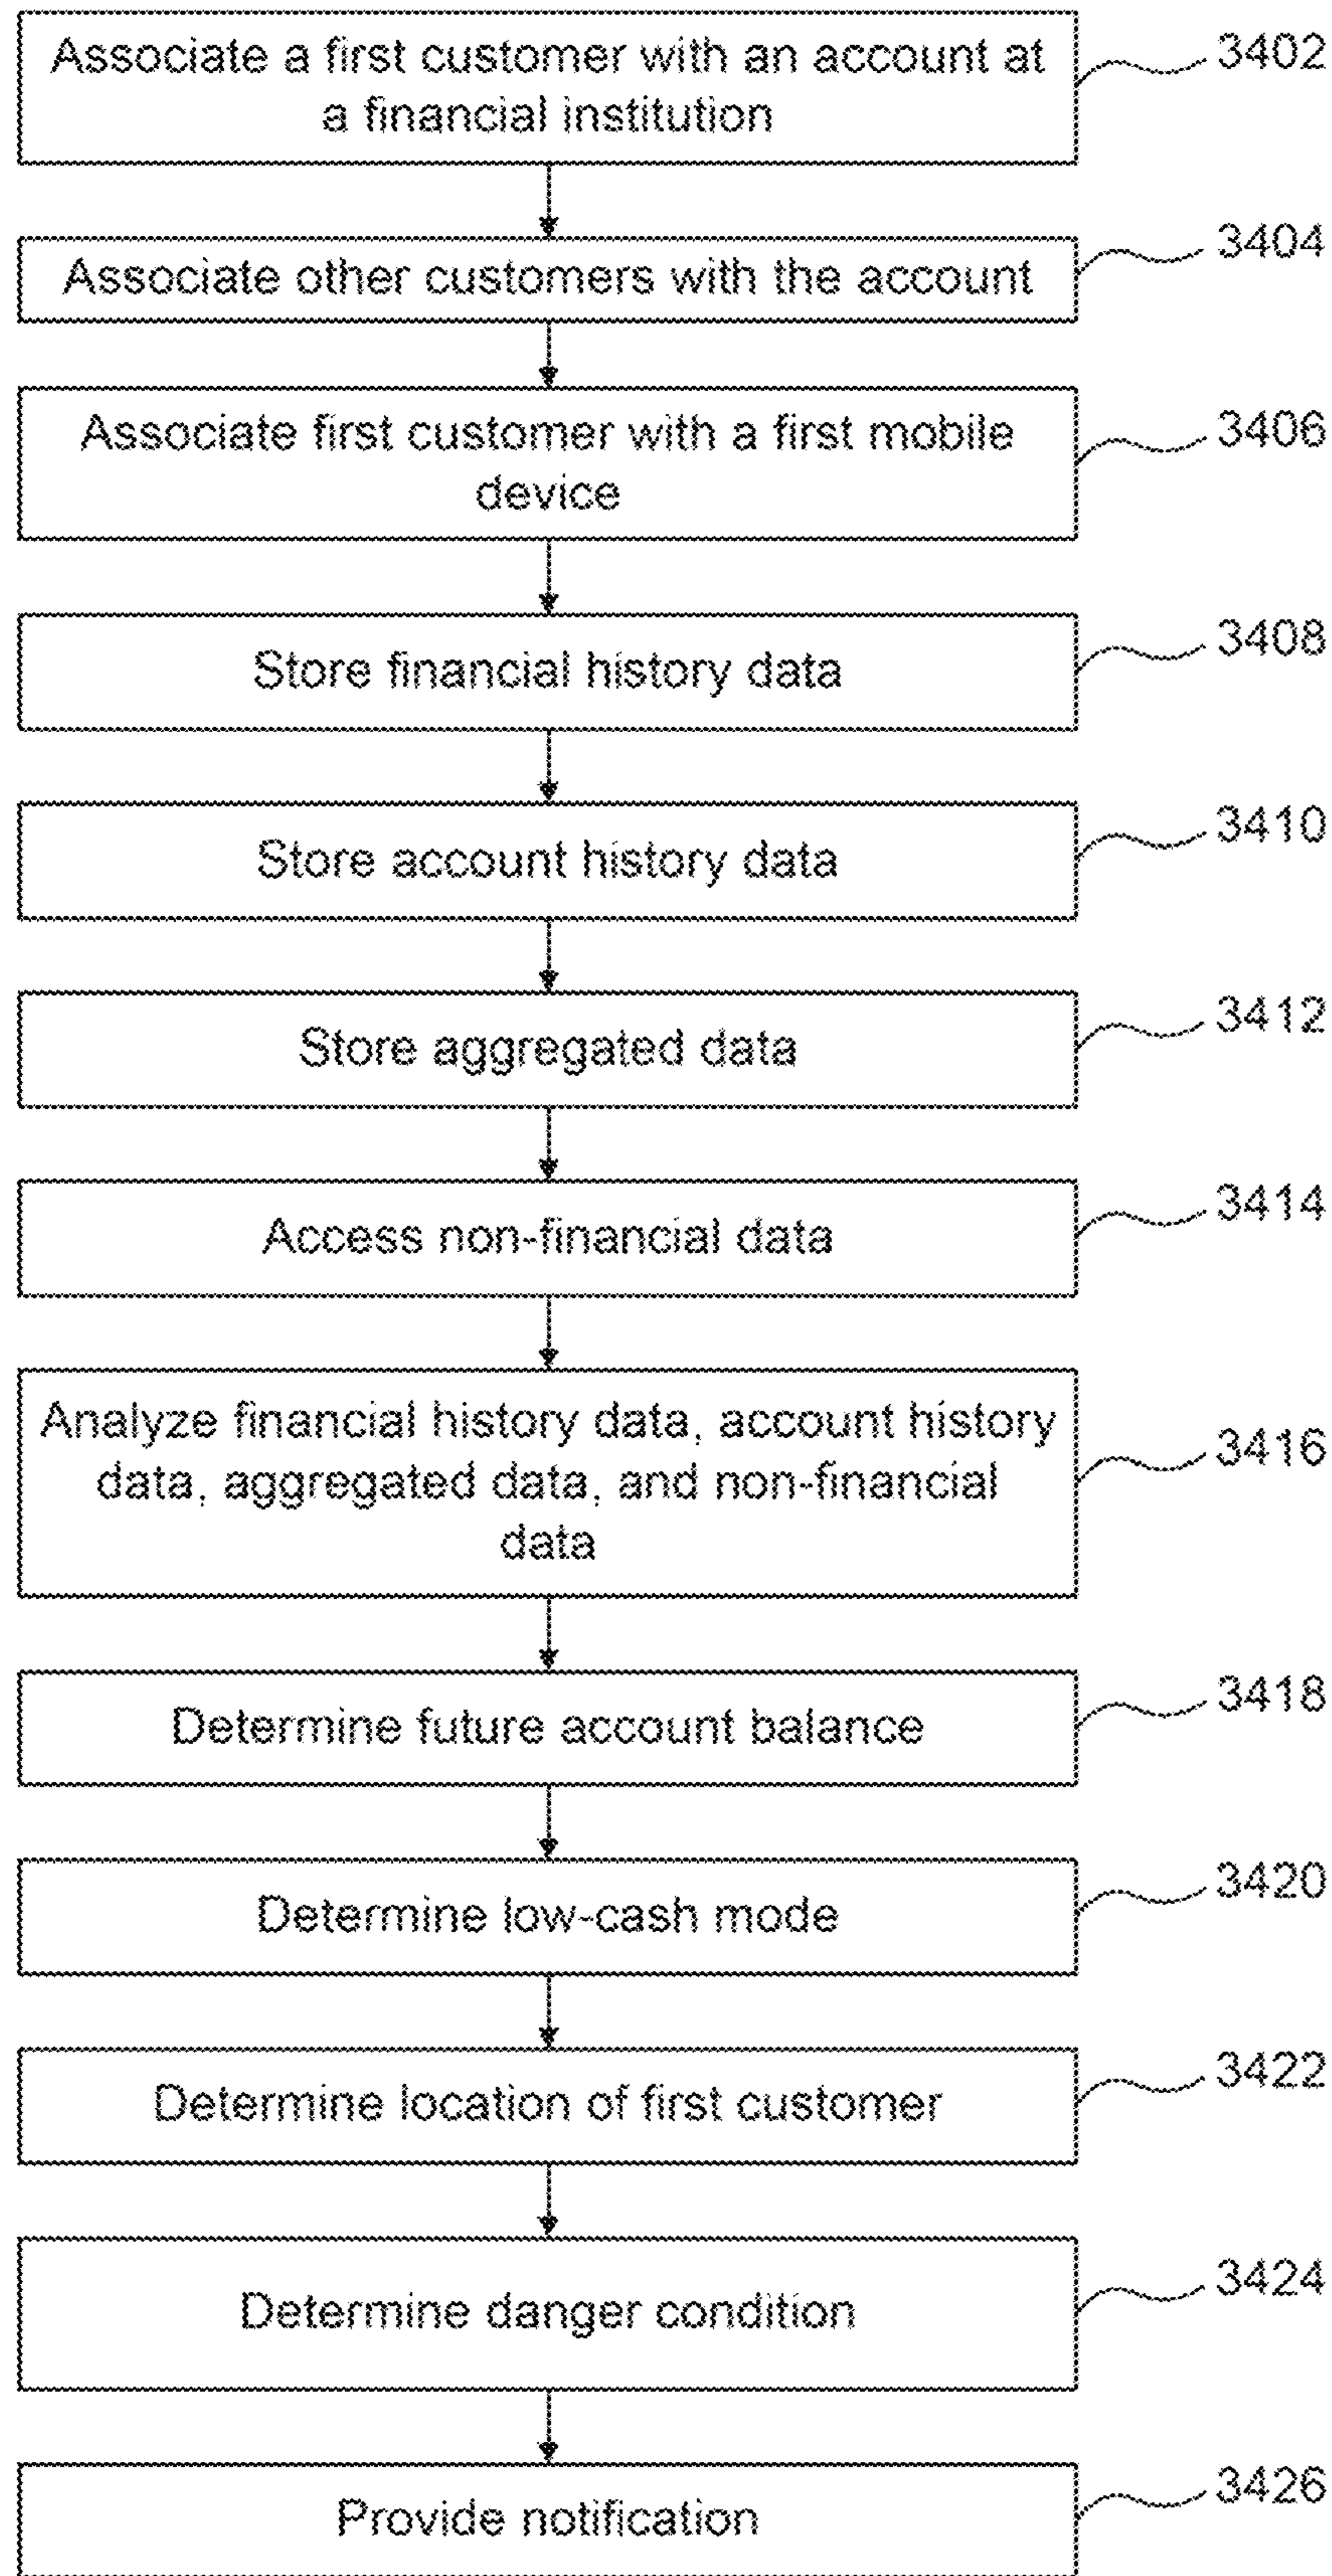 Associate a first customer with an account at
a financial institution
3402
Associate other customers with the account
3404
Associate first customer with a first mobile
device
3406
Store financial history data
3408
Store account history data
3410
Store aggregated data
3412
Access non-financial data
3414
Analyze financial history data, account history
data, aggregated data, and non-financial
data
3416
Determine future account balance
3418
Determine low-cash mode
3420
Determine location of first customer
3422
Determine danger condition
3424
Provide notification
3426